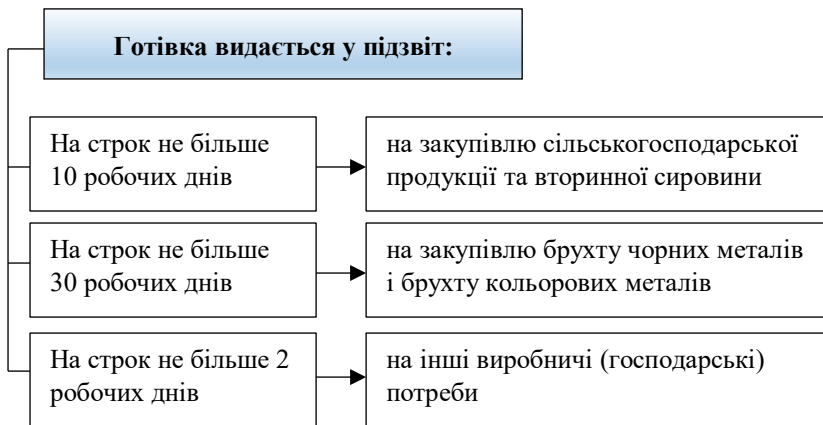 Готівка видається у підзвіт:
На строк не більше
10 робочих днів
на закупівлю сільськогосподарської
продукції та вторинної сировини
На строк не більше
30 робочих днів
на закупівлю брухту чорних металів
і брухту кольорових металів
На строк не більше 2
робочих днів
на інші виробничі (господарські)
потреби